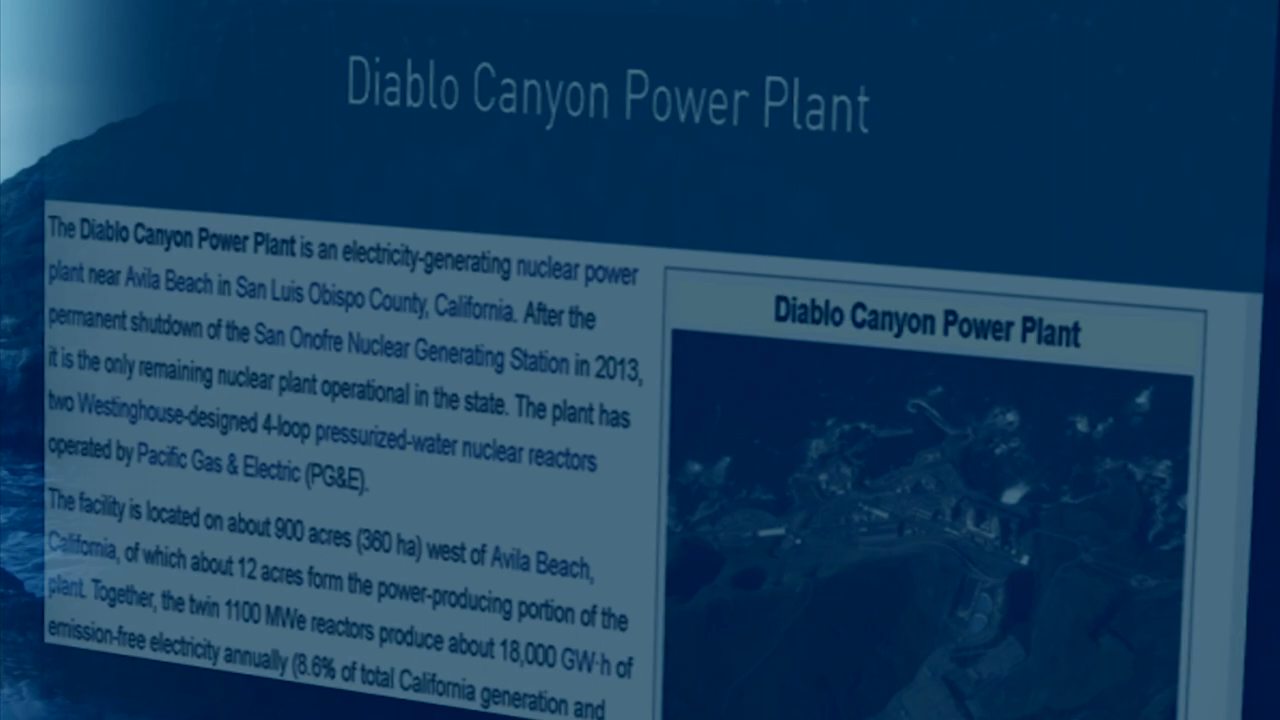 Diablo Canyon Power Plant
The Diablo Canyon Power Plant is an electricity-generating nuclear power
plant near Avila Beach in San Luis Obispo County, California. After the
permanent shutdown of the San Onofre Nuclear Generating Station in 2013,
it is the only remaining nuclear plant operational in the state. The plant has
two Westinghouse-designed 4-loop pressurized-water nuclear reactors
operated by Pacific Gas & Electric (PG&E).
The facility is located on about 900 acres (360 ha) west of Avila Beach,
California, of which about 12 acres form the power-producing portion of the
plant. Together, the twin 1100 MWe reactors produce about 18,000 GW·h of
emission-free electricity annually (8.6% of total California generation and
Diablo Canyon Power Plant